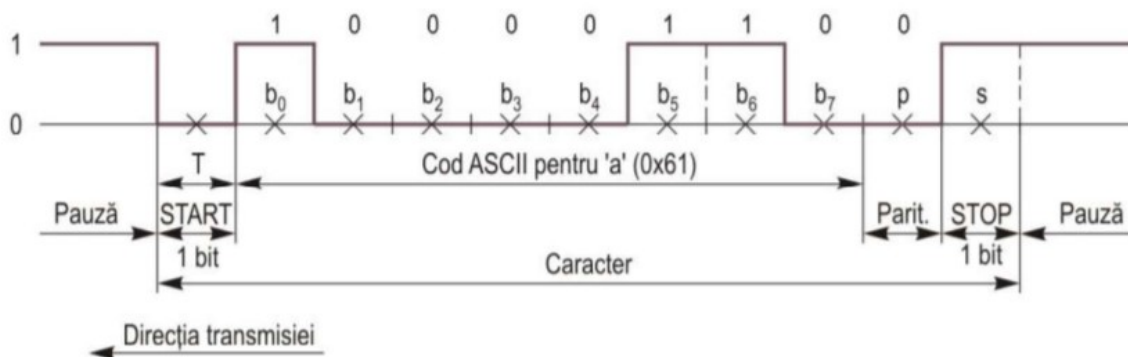 1 0 0 0 0 1 1 0 0
1
b0 b1 b2 b3 b4 b5 b6 b7 p s
0
T Cod ASCII pentru 'a' (0x61)
Pauză START Parit. STOP Pauză
1 bit 1 bit
Caracter
Direcția transmisiei